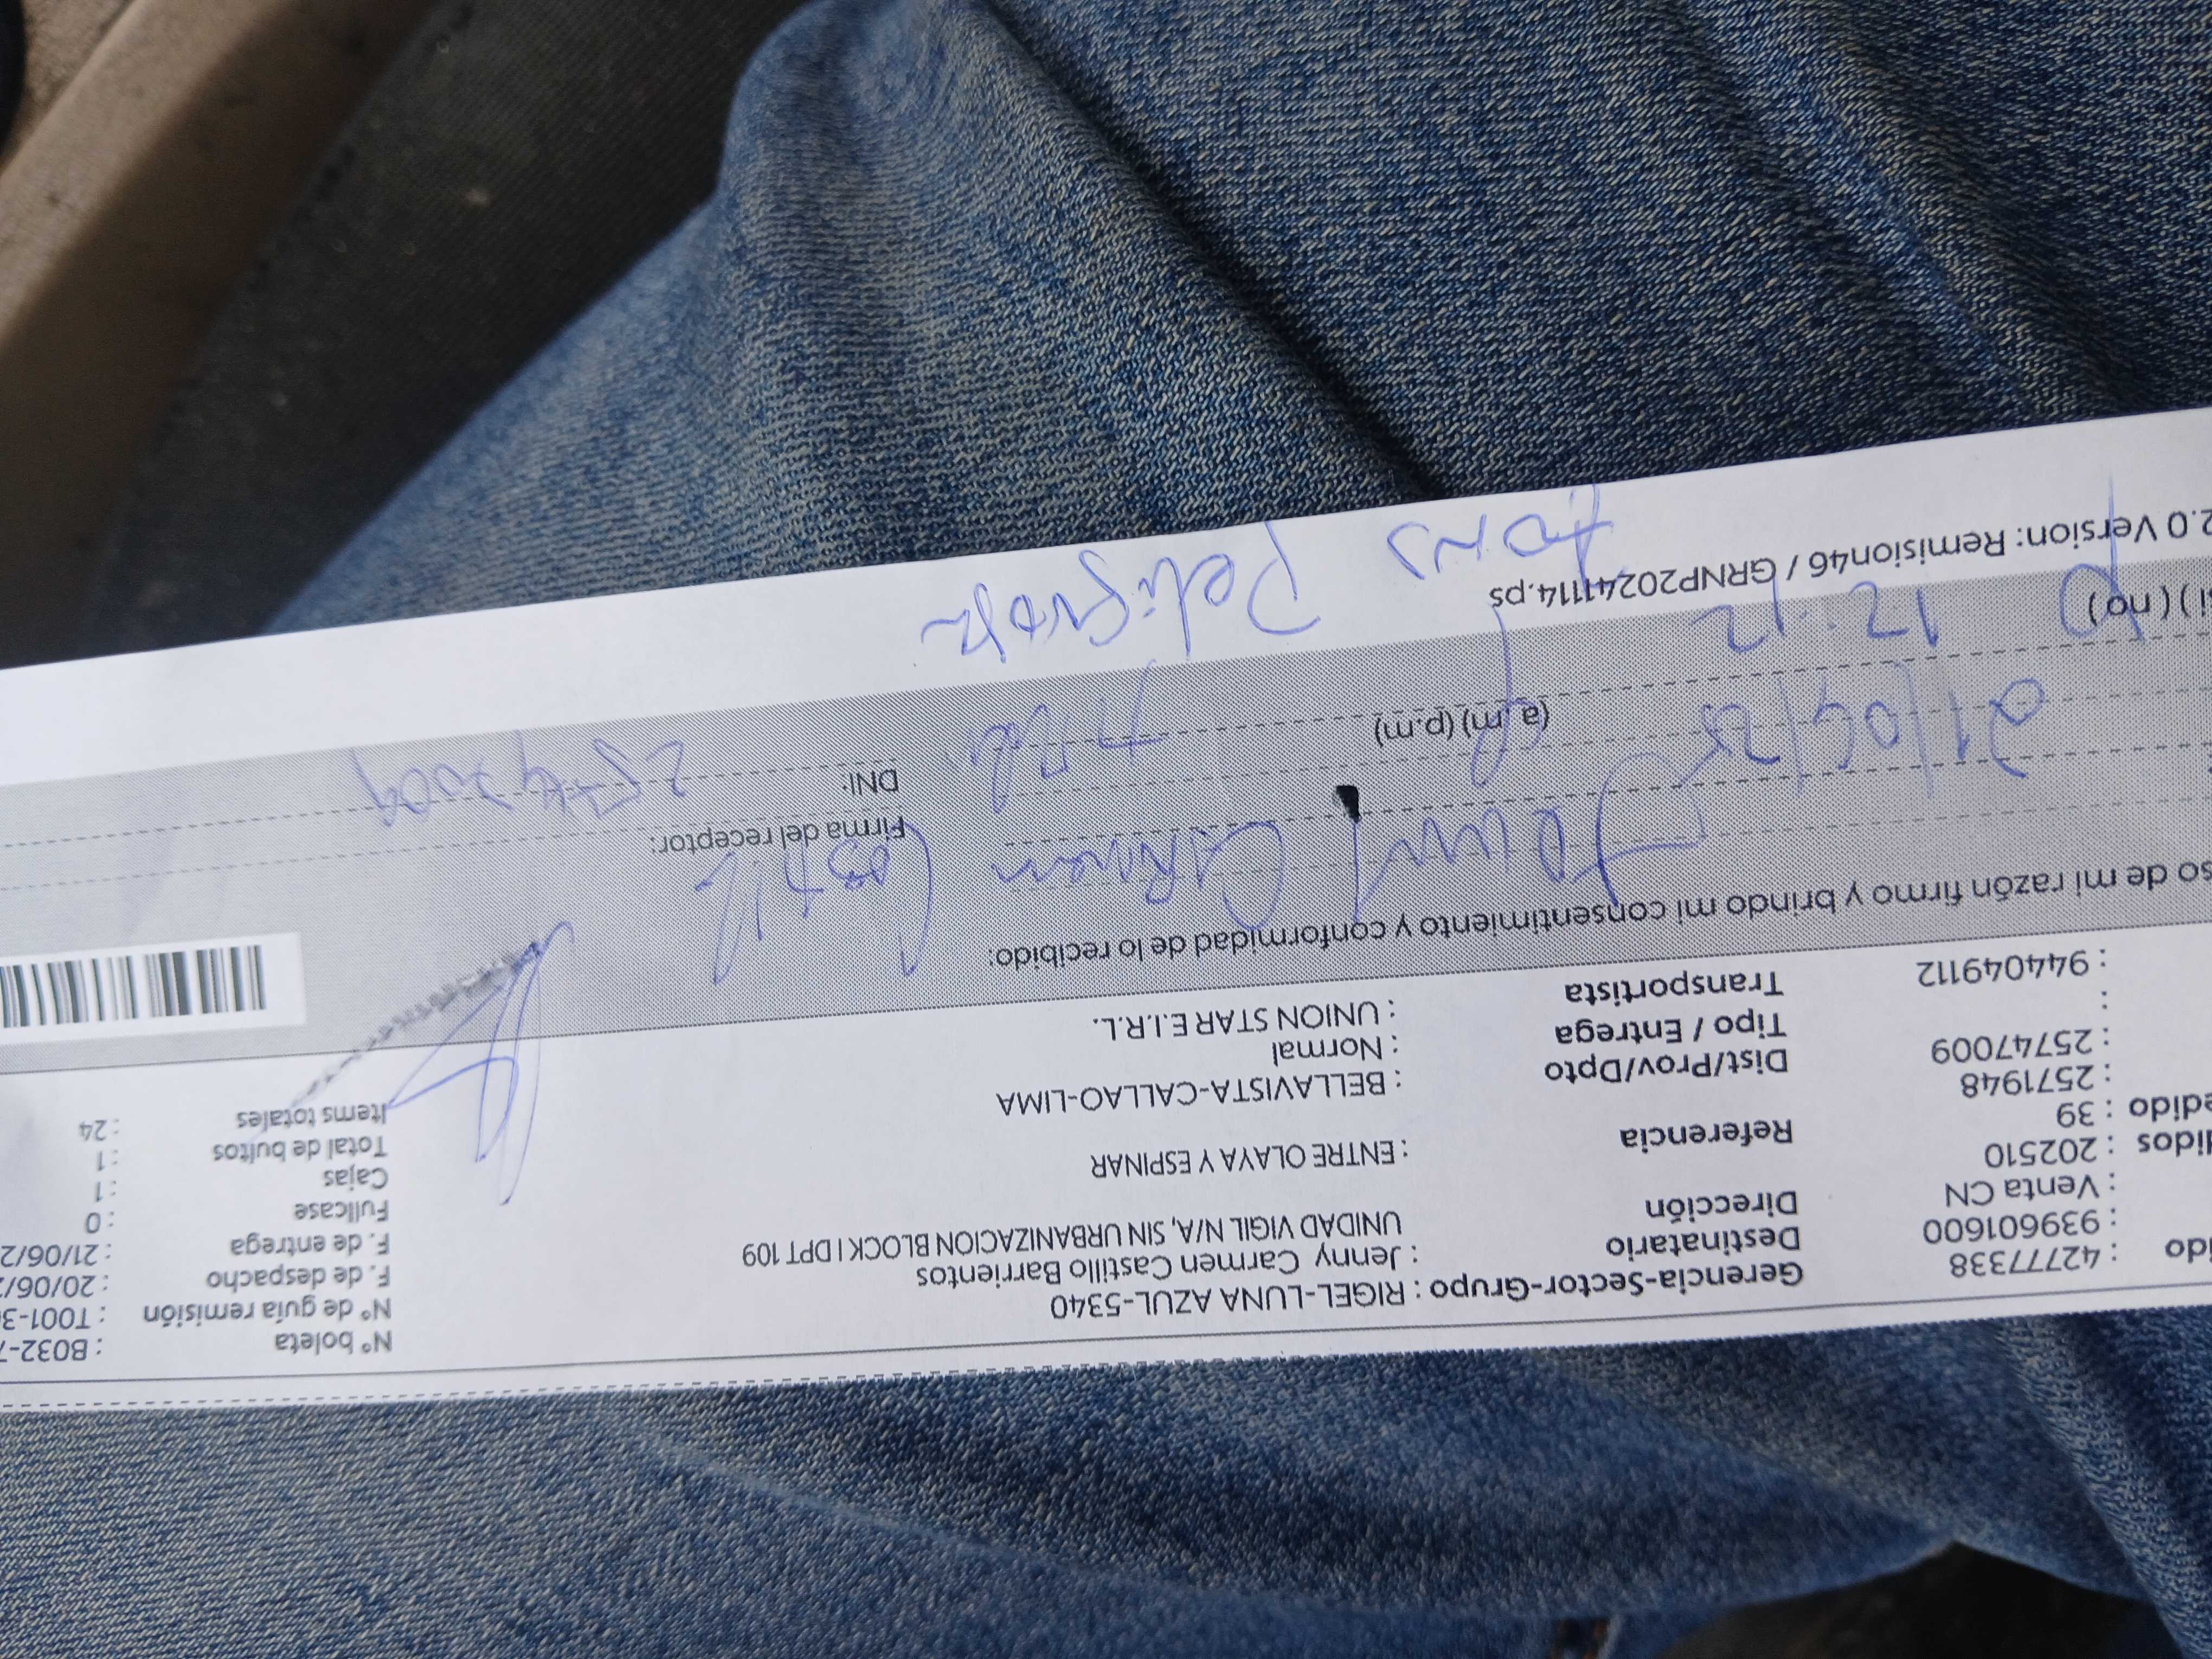 ido : 42777338 Gerencia-Sector-Grupo : RIGEL-LUNA AZUL-5340 N° boleta : B032-7
: 939601600 Destinatario : Jenny Carmen Castillo Barrientos N° de guía remisión : T001-3
: Venta CN Dirección UNIDAD VIGIL N/A, SIN URBANIZACION BLOCK I DPT 109 F. de despacho : 20/06/2
didos : 202510 F. de entrega : 21/06/2
edido : 39 Referencia : ENTRE OLAYA Y ESPINAR Fullcase : 0
: 2571948 Cajas : 1
: 25747009 Dist/Prov/Dpto : BELLAVISTA-CALLAO-LIMA Total de bultos : 1
: Tipo / Entrega : Normal Items totales : 24
: 944049112 Transportista : UNION STAR E.I.R.L.
so de mi razón firmo y brindo mi consentimiento y conformidad de lo recibido:
Carmen Firma del receptor:
21/06/25 (a.m) (p.m) DNI: 25747009
i) (no) 12:12
2.0 Version: Remision46 / GRNP20241114.ps
zons Peligrosa